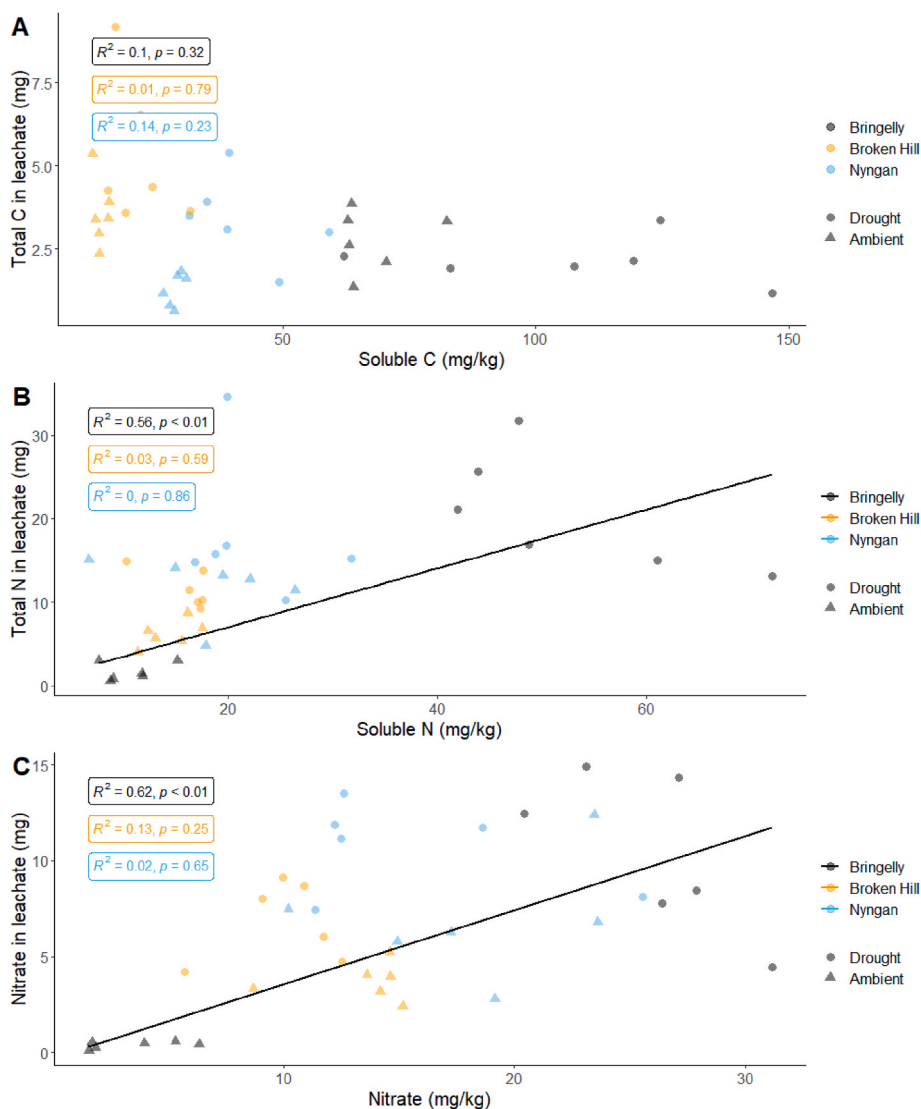 A
R² = 0.1, p = 0.32
R² = 0.01, p = 0.79
R² = 0.14, p = 0.23
7.5
5.0
2.5
Total C in leachate (mg)
50
100
150
Soluble C (mg/kg)
Bringelly
Broken Hill
Nyngan
Drought
Ambient
B
R² = 0.56, p < 0.01
R² = 0.03, p = 0.59
R² = 0, p = 0.86
30
20
10
0
Total N in leachate (mg)
20
40
60
Soluble N (mg/kg)
Bringelly
Broken Hill
Nyngan
Drought
Ambient
C
R² = 0.62, p < 0.01
R² = 0.13, p = 0.25
R² = 0.02, p = 0.65
15
10
5
0
Nitrate in leachate (mg)
10
20
30
Nitrate (mg/kg)
Bringelly
Broken Hill
Nyngan
Drought
Ambient